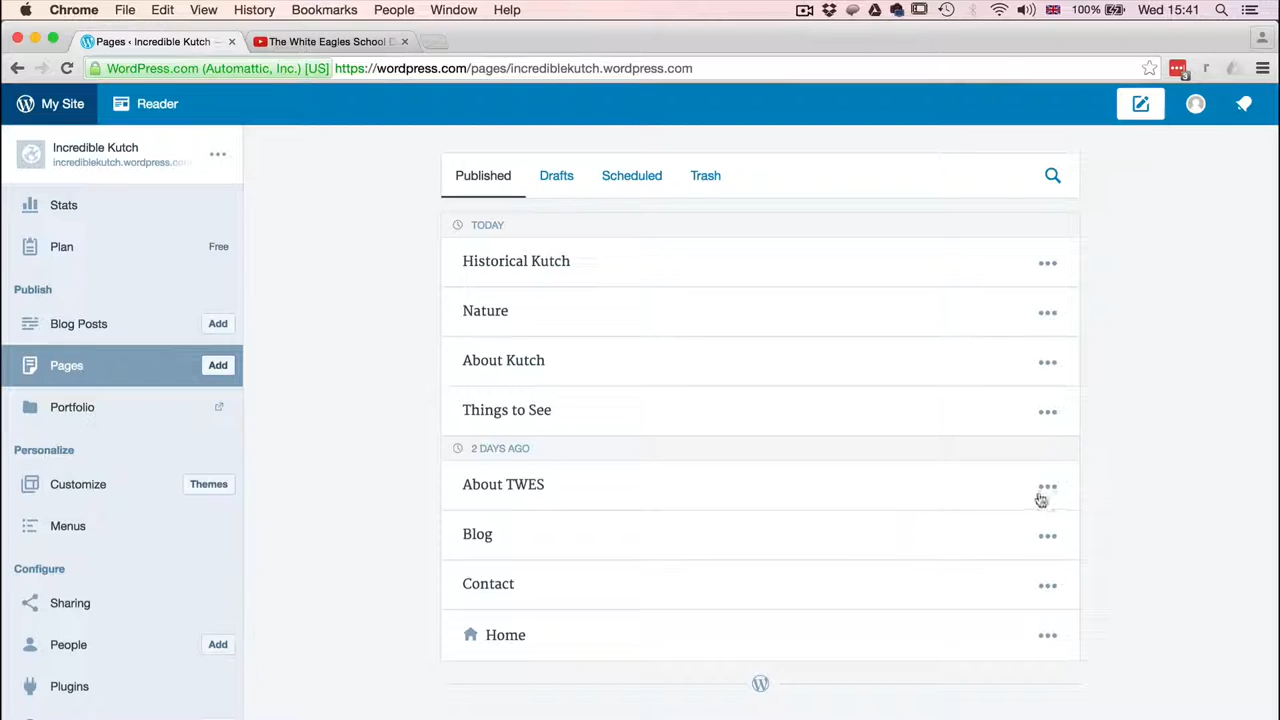 Chrome File Edit View History Bookmarks People Window Help 100% Wed 15:41
Pages ‹ Incredible Kutch — The White Eagles School
WordPress.com (Automattic, Inc.) [US] https://wordpress.com/pages/incrediblekutch.wordpress.com 3 r
My Site Reader
Incredible Kutch
incrediblekutch.wordpress.co
Published Drafts Scheduled Trash
Stats
TODAY
Plan Free
Historical Kutch
Publish
Nature
Blog Posts Add
About Kutch
Pages Add
Portfolio
Things to See
Personalize
2 DAYS AGO
Customize Themes
About TWES
Menus
Blog
Configure
Contact
Sharing
Home
People Add
Plugins